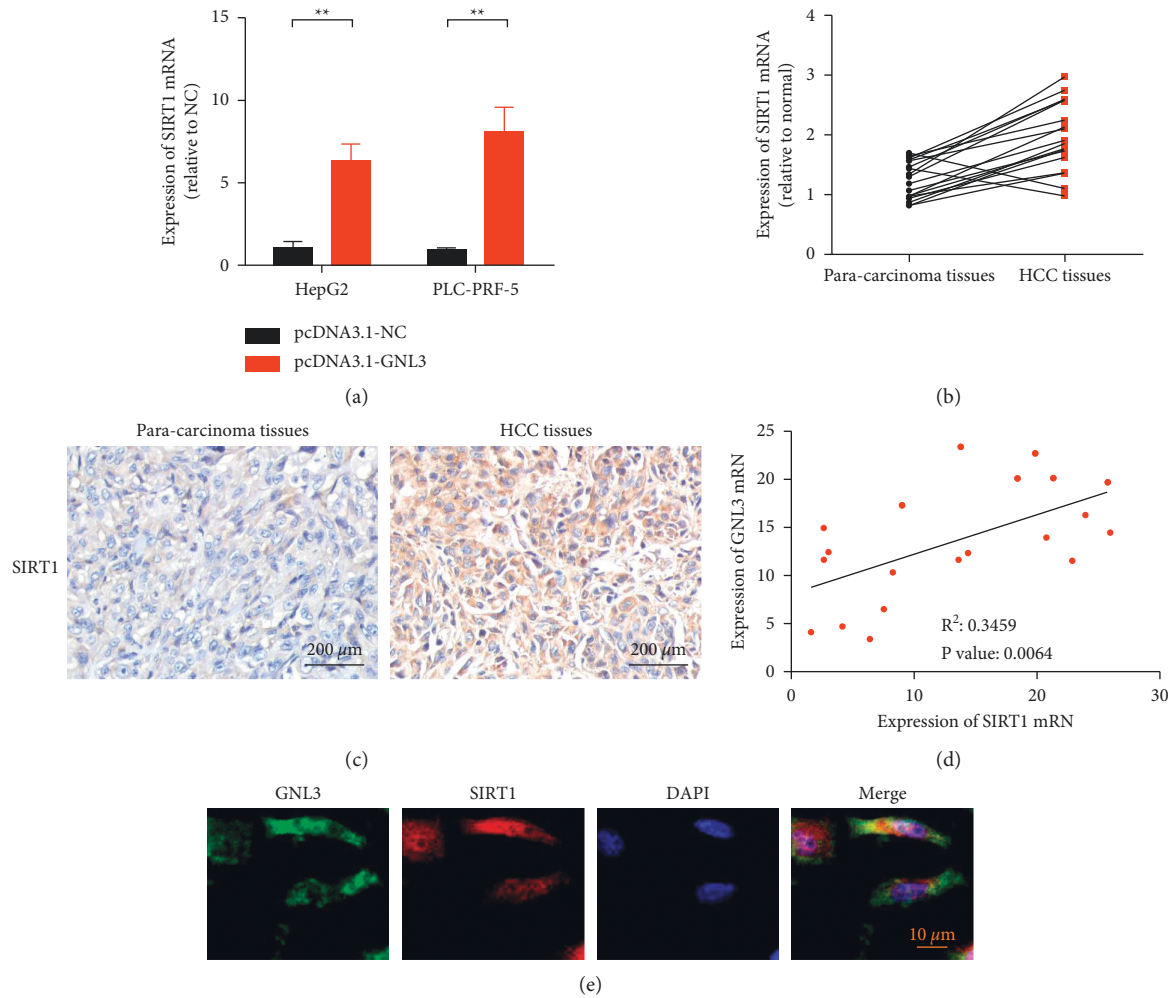 Expression of SIRT1 mRNA
(relative to NC)
15
10
5
0
**
**
HepG2
PLC-PRF-5
pcDNA3.1-NC
pcDNA3.1-GNL3
(a)
Expression of SIRT1 mRNA
(relative to normal)
4
3
2
1
0
Para-carcinoma tissues
HCC tissues
(b)
Para-carcinoma tissues
HCC tissues
SIRT1
200 µm
200 µm
(c)
Expression of GNL3 mRN
25
20
15
10
5
0
R²: 0.3459
P value: 0.0064
0
10
20
30
Expression of SIRT1 mRN
(d)
GNL3
SIRT1
DAPI
Merge
10 µm
(e)